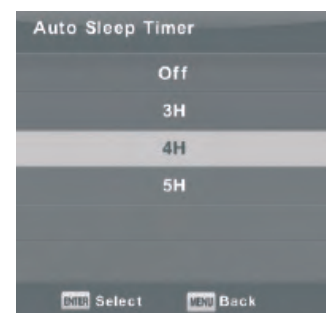 Auto Sleep Timer
Off
3H
4H
5H
ENTER Select MENU Back